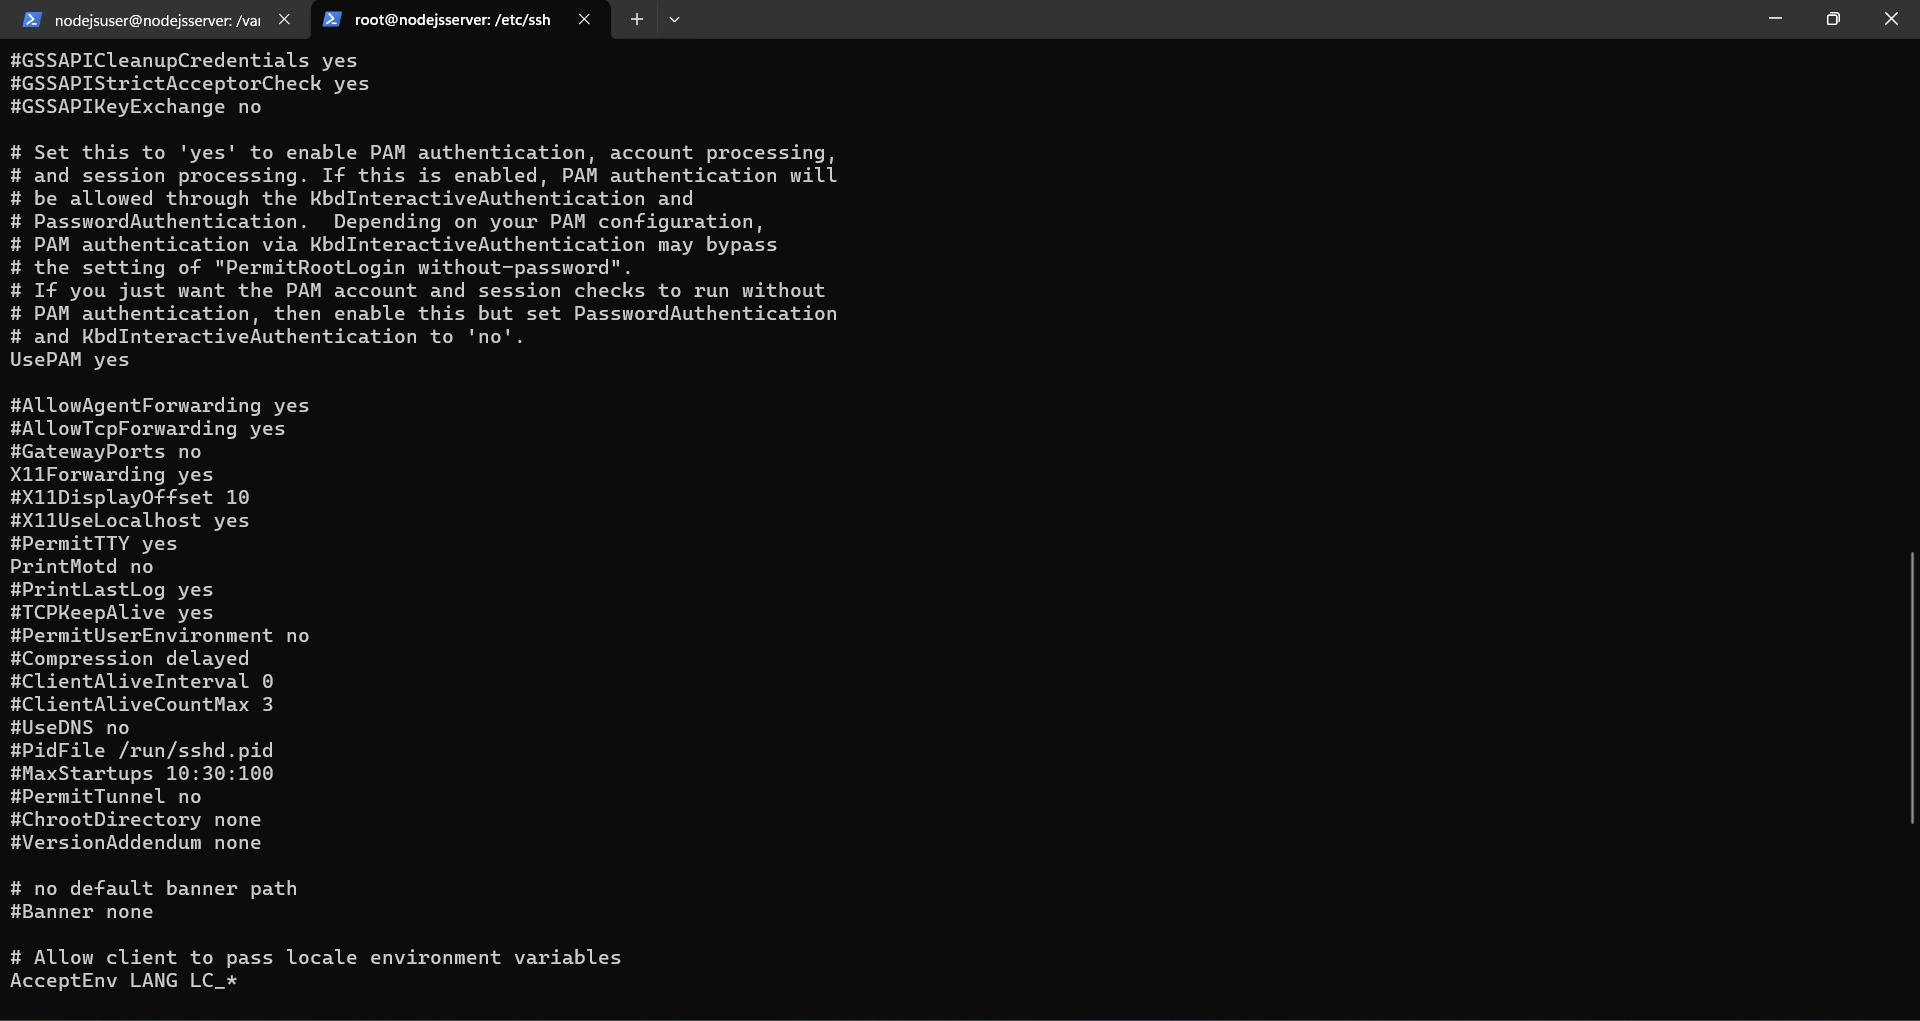 nodejsuser@nodejsserver: /va
root@nodejsserver: /etc/ssh
#GSSAPICleanupCredentials yes
#GSSAPIStrictAcceptorCheck yes
#GSSAPIKeyExchange no
# Set this to 'yes' to enable PAM authentication, account processing,
# and session processing. If this is enabled, PAM authentication will
# be allowed through the KbdInteractiveAuthentication and
# PasswordAuthentication.  Depending on your PAM configuration,
# PAM authentication via KbdInteractiveAuthentication may bypass
# the setting of "PermitRootLogin without-password".
# If you just want the PAM account and session checks to run without
# PAM authentication, then enable this but set PasswordAuthentication
# and KbdInteractiveAuthentication to 'no'.
UsePAM yes
#AllowAgentForwarding yes
#AllowTcpForwarding yes
#GatewayPorts no
X11Forwarding yes
#X11DisplayOffset 10
#X11UseLocalhost yes
#PermitTTY yes
PrintMotd no
#PrintLastLog yes
#TCPKeepAlive yes
#PermitUserEnvironment no
#Compression delayed
#ClientAliveInterval 0
#ClientAliveCountMax 3
#UseDNS no
#PidFile /run/sshd.pid
#MaxStartups 10:30:100
#PermitTunnel no
#ChrootDirectory none
#VersionAddendum none
# no default banner path
#Banner none
# Allow client to pass locale environment variables
AcceptEnv LANG LC_*